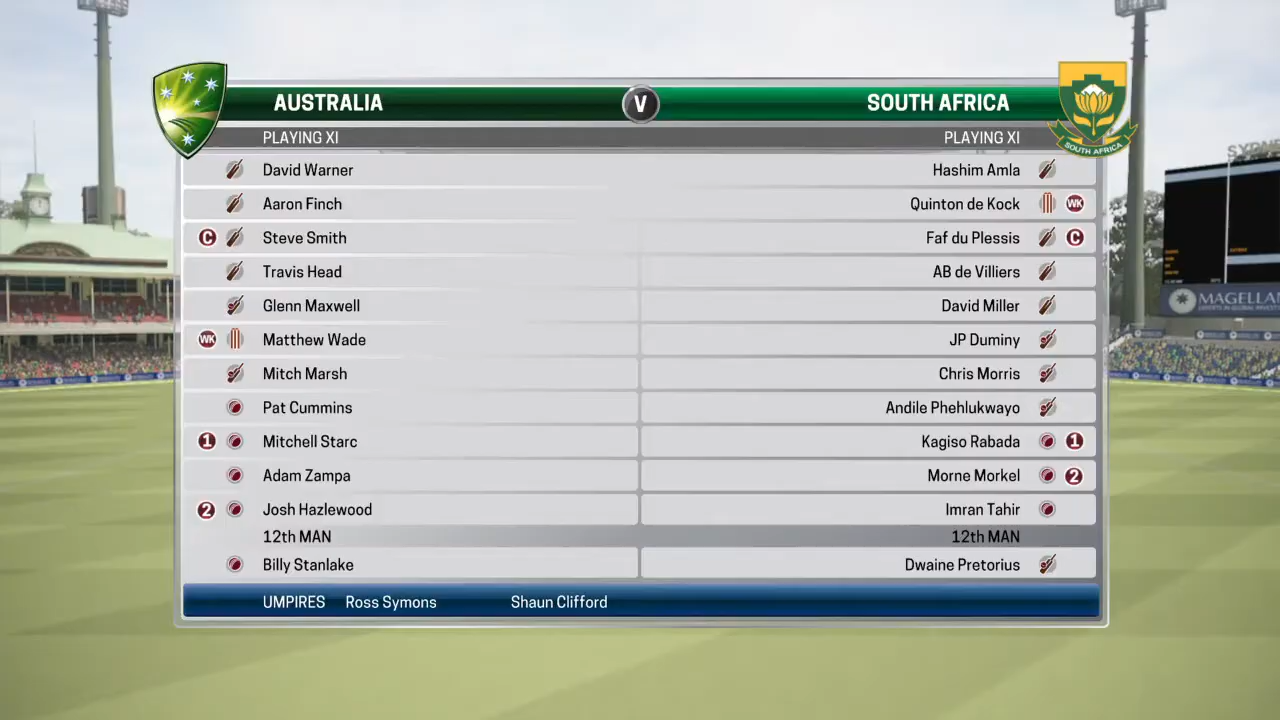 AUSTRALIA V SOUTH AFRICA
PLAYING XI PLAYING XI
David Warner Hashim Amla
Aaron Finch Quinton de Kock WK
C Steve Smith Faf du Plessis C
Travis Head AB de Villiers
Glenn Maxwell David Miller
WK Matthew Wade JP Duminy
Mitch Marsh Chris Morris
Pat Cummins Andile Phehlukwayo
1 Mitchell Starc Kagiso Rabada 1
Adam Zampa Morne Morkel 2
2 Josh Hazlewood Imran Tahir
12th MAN 12th MAN
Billy Stanlake Dwaine Pretorius
UMPIRES Ross Symons Shaun Clifford
SOUTH AFRICA
MAGELLAN